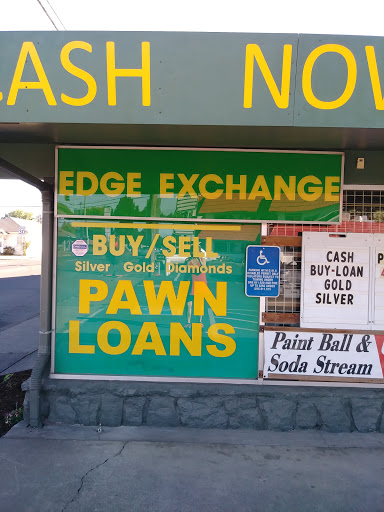 CASH NOW
EDGE EXCHANGE
BUY/SELL
Silver Gold Diamonds
PAWN
LOANS
CASH
BUY-LOAN
GOLD
SILVER
Paint Ball &
Soda Stream